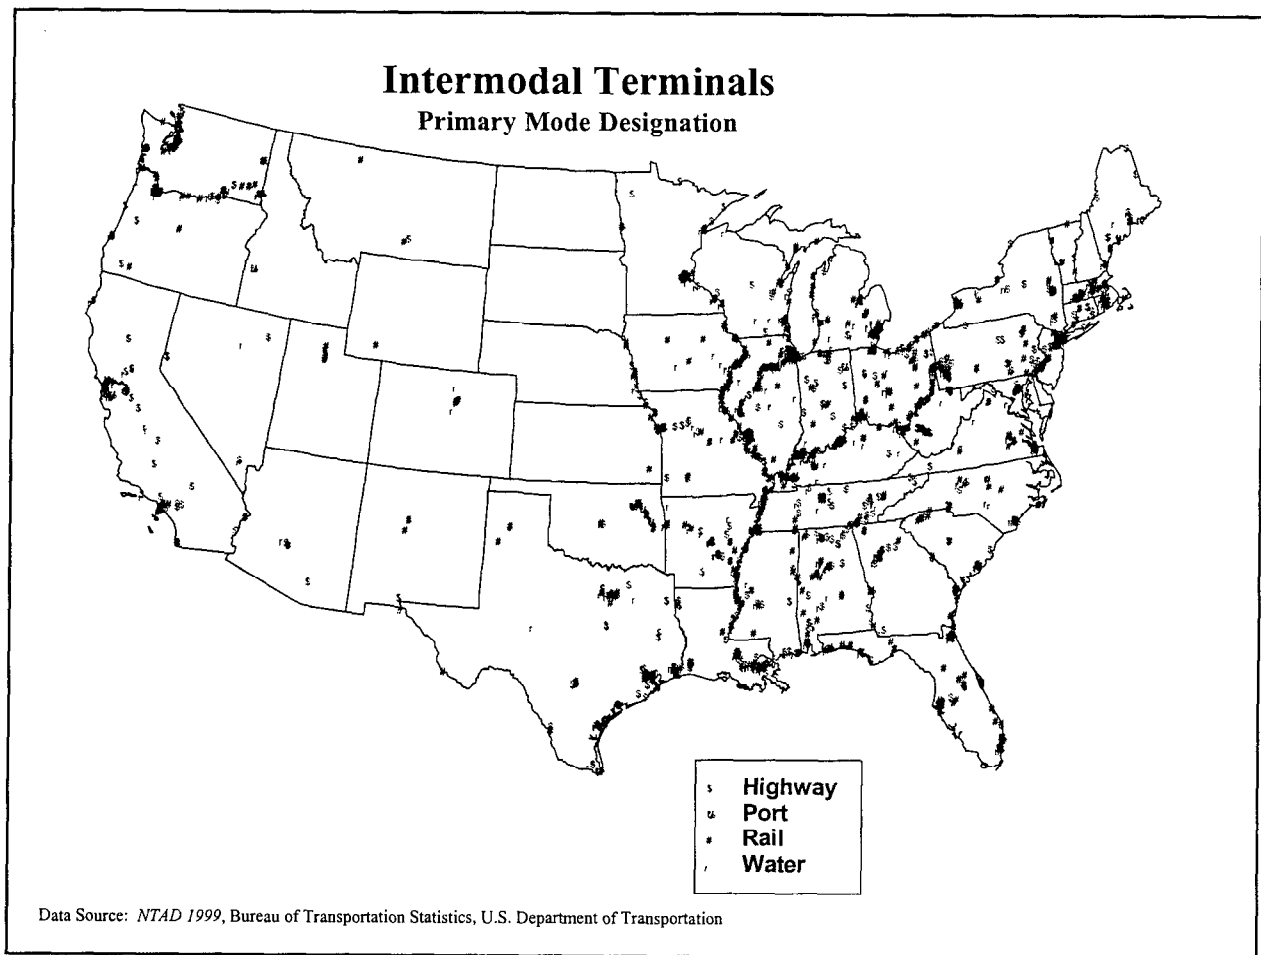 Intermodal Terminals
Primary Mode Designation
s Highway
Port
# Rail
r Water
Data Source: NTAD 1999, Bureau of Transportation Statistics, U.S. Department of Transportation